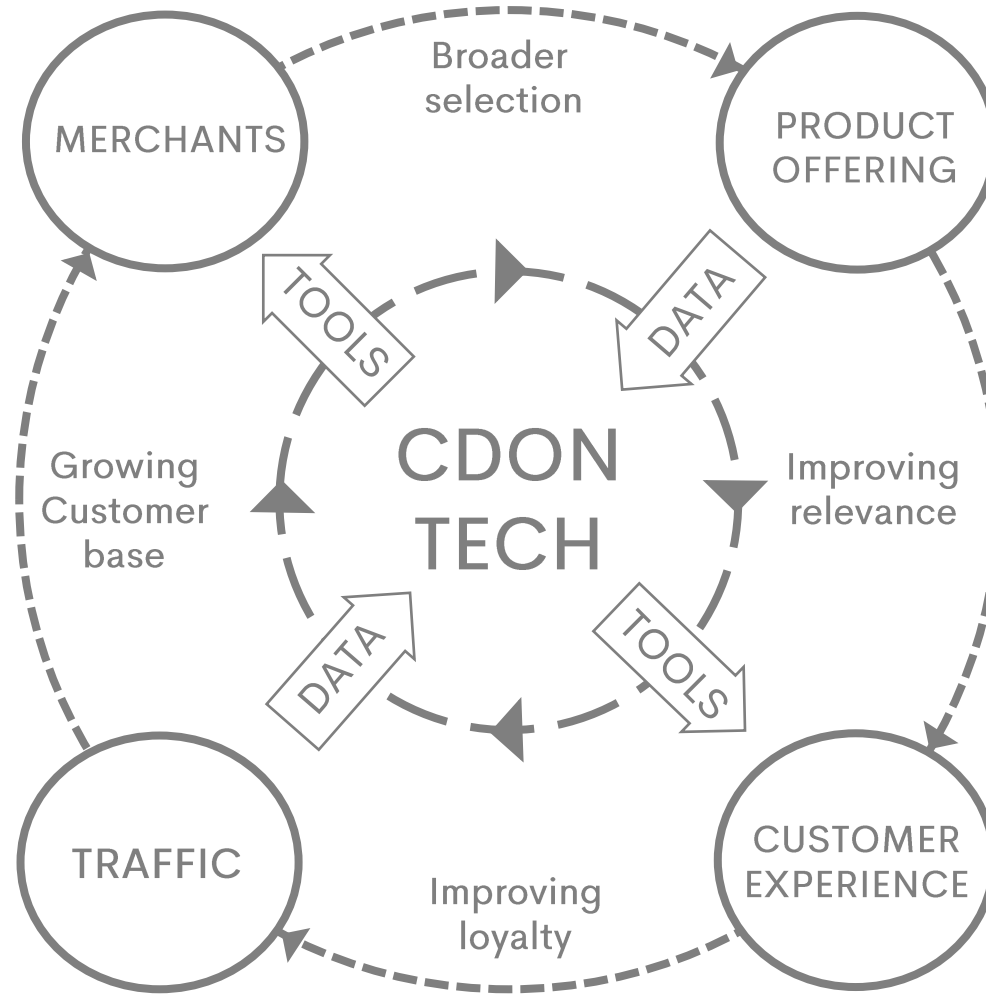 Broader
selection
MERCHANTS
PRODUCT
OFFERING
TOOLS
DATA
CDON
TECH
Growing
Customer
base
Improving
relevance
DATA
TOOLS
TRAFFIC
CUSTOMER
EXPERIENCE
Improving
loyalty